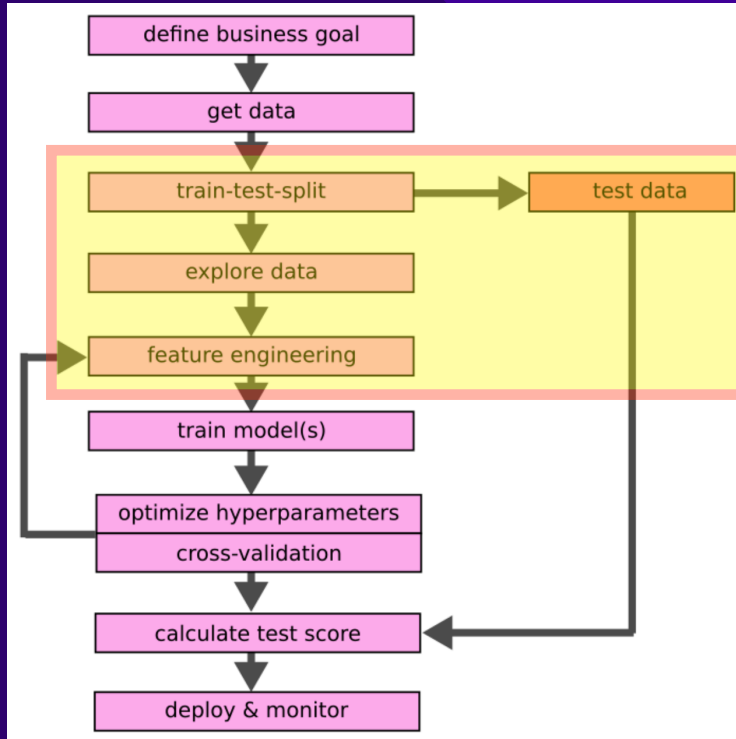 define business goal
get data
train-test-split
test data
explore data
feature engineering
train model(s)
optimize hyperparameters
cross-validation
calculate test score
deploy & monitor